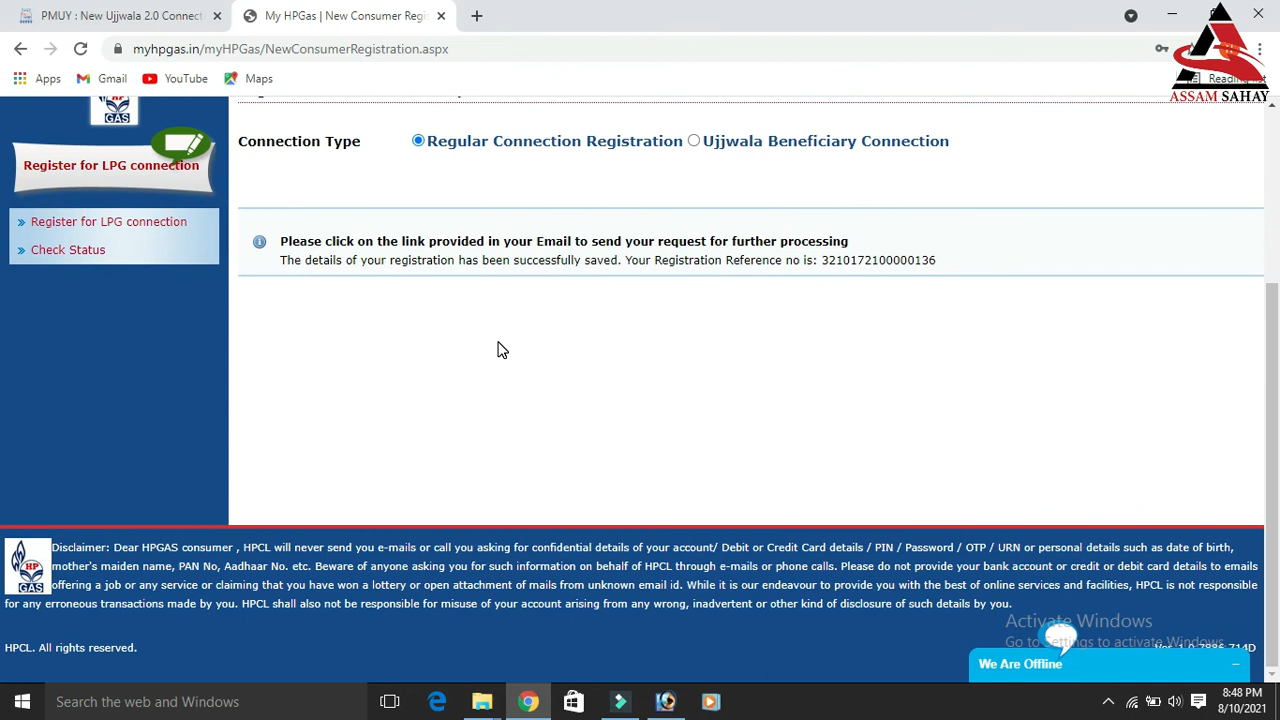 PMUY : New Ujjwala 2.0 Connect
My HPGas | New Consumer Regi
myhpgas.in/myHPGas/NewConsumerRegistration.aspx
Apps
Gmail
YouTube
Maps
Reading list
ASSAM SAHAY
HP
GAS
Register for LPG connection
Register for LPG connection
Check Status
Connection Type
Regular Connection Registration
Ujjwala Beneficiary Connection
Please click on the link provided in your Email to send your request for further processing
The details of your registration has been successfully saved. Your Registration Reference no is: 3210172100000136
HP
GAS
Disclaimer: Dear HPGAS consumer , HPCL will never send you e-mails or call you asking for confidential details of your account/ Debit or Credit Card details / PIN / Password / OTP / URN or personal details such as date of birth,
mother's maiden name, PAN No, Aadhaar No. etc. Beware of anyone asking you for such information on behalf of HPCL through e-mails or phone calls. Please do not provide your bank account or credit or debit card details to emails
offering a job or any service or claiming that you have won a lottery or open attachment of mails from unknown email id. While it is our endeavour to provide you with the best of online services and facilities, HPCL is not responsible
for any erroneous transactions made by you. HPCL shall also not be responsible for misuse of your account arising from any wrong, inadvertent or other kind of disclosure of such details by you.
Activate Windows
Go to Settings to activate Windows.
HPCL. All rights reserved.
We Are Offline
Search the web and Windows
8:48 PM
8/10/2021